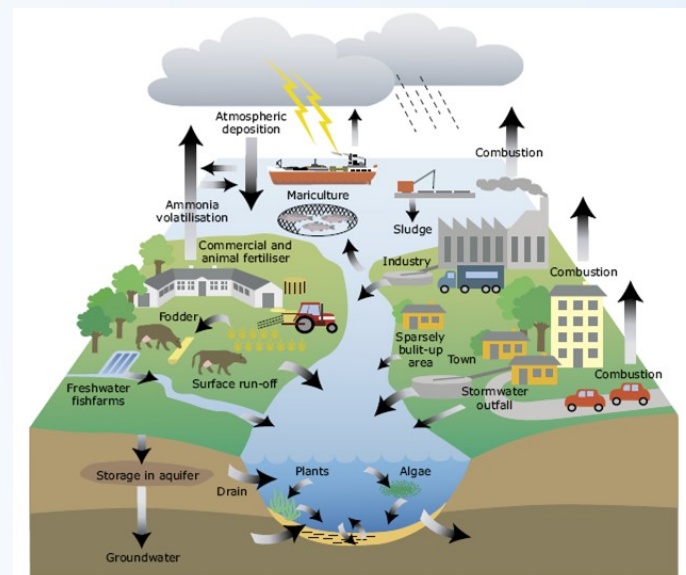 Atmospheric
deposition
Combustion
Mariculture
Ammonia
volatilisation
Sludge
Commercial and
animal fertiliser
Industry
Combustion
Fodder
Sparsely
bulit-up
area
Town
Freshwater
fishfarms
Surface run-off
Combustion
Stormwater
outfall
Storage in aquifer
Plants
Algae
Drain
Groundwater